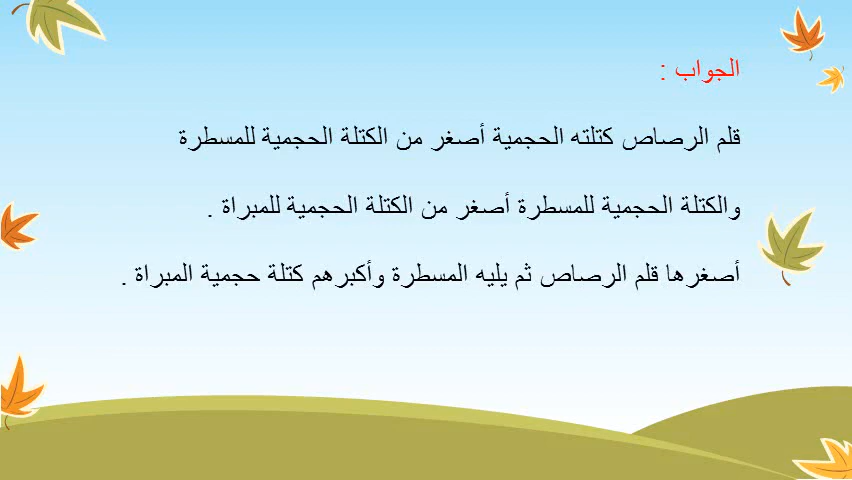 الجواب :
قلم الرصاص كتلته الحجمية أصغر من الكتلة الحجمية للمسطرة
والكتلة الحجمية للمسطرة أصغر من الكتلة الحجمية للمبراة .
أصغرها قلم الرصاص ثم يليه المسطرة وأكبرهم كتلة حجمية المبراة .